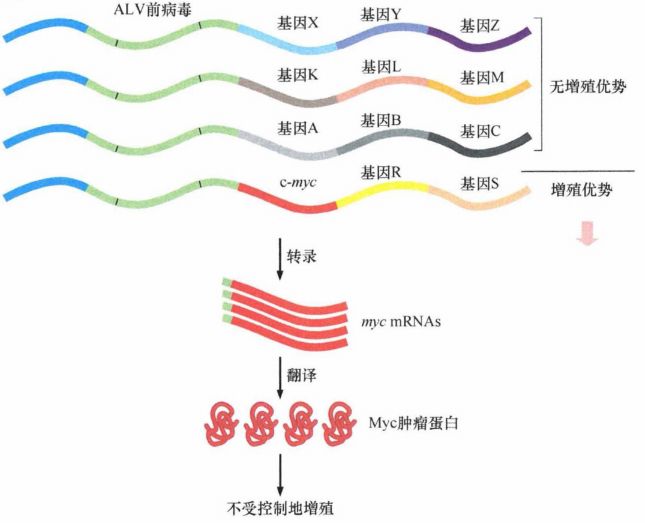 ALV前病毒
基因X
基因Y
基因Z
基因K
基因L
基因M
无增殖优势
基因A
基因B
基因C
c-myc
基因R
基因S
增殖优势
转录
myc mRNAs
翻译
Myc肿瘤蛋白
不受控制地增殖